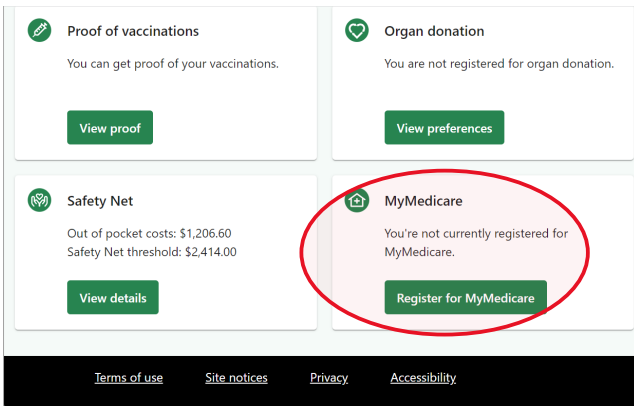 Proof of vaccinations
You can get proof of your vaccinations.
View proof
Organ donation
You are not registered for organ donation.
View preferences
Safety Net
Out of pocket costs: $1,206.60
Safety Net threshold: $2,414.00
View details
MyMedicare
You're not currently registered for
MyMedicare.
Register for MyMedicare
Terms of use Site notices Privacy Accessibility